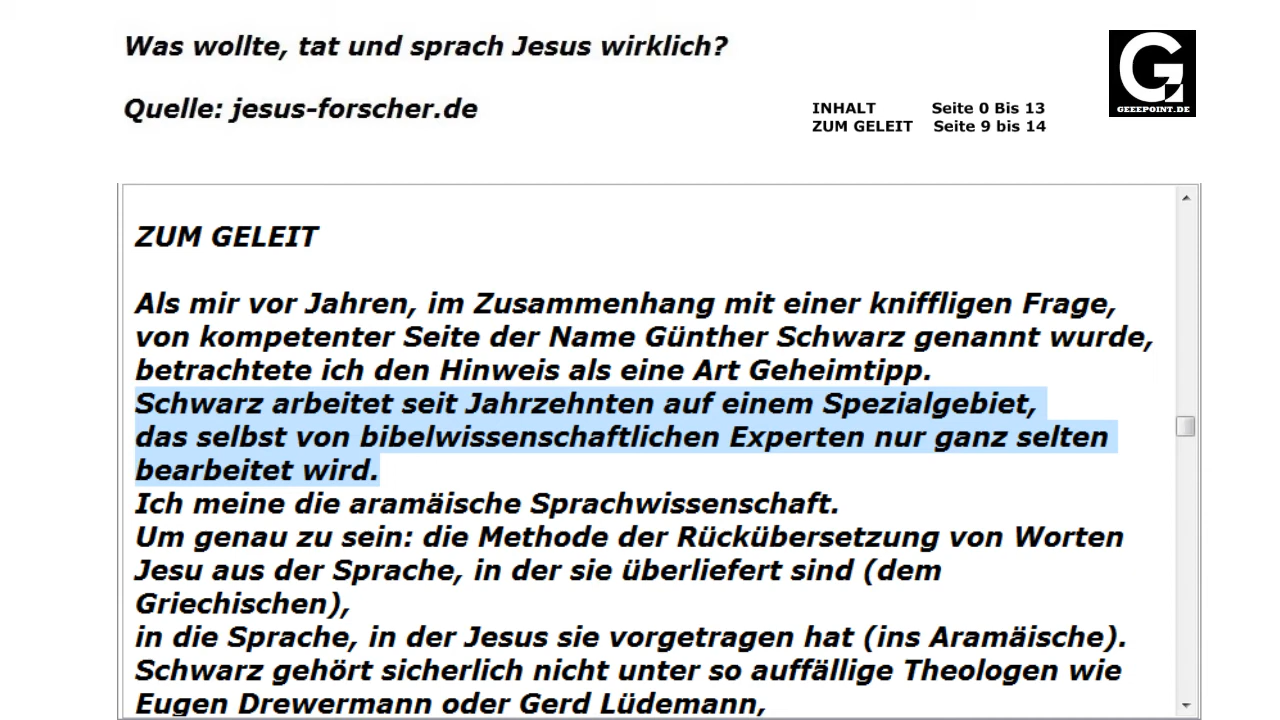 Was wollte, tat und sprach Jesus wirklich?
Quelle: jesus-forscher.de
INHALT Seite 0 Bis 13
ZUM GELEIT Seite 9 bis 14
G
GEEEPOINT.DE
ZUM GELEIT
Als mir vor Jahren, im Zusammenhang mit einer kniffligen Frage,
von kompetenter Seite der Name Günther Schwarz genannt wurde,
betrachtete ich den Hinweis als eine Art Geheimtipp.
Schwarz arbeitet seit Jahrzehnten auf einem Spezialgebiet,
das selbst von bibelwissenschaftlichen Experten nur ganz selten
bearbeitet wird.
Ich meine die aramäische Sprachwissenschaft.
Um genau zu sein: die Methode der Rückübersetzung von Worten
Jesu aus der Sprache, in der sie überliefert sind (dem
Griechischen),
in die Sprache, in der Jesus sie vorgetragen hat (ins Aramäische).
Schwarz gehört sicherlich nicht unter so auffällige Theologen wie
Eugen Drewermann oder Gerd Lüdemann,